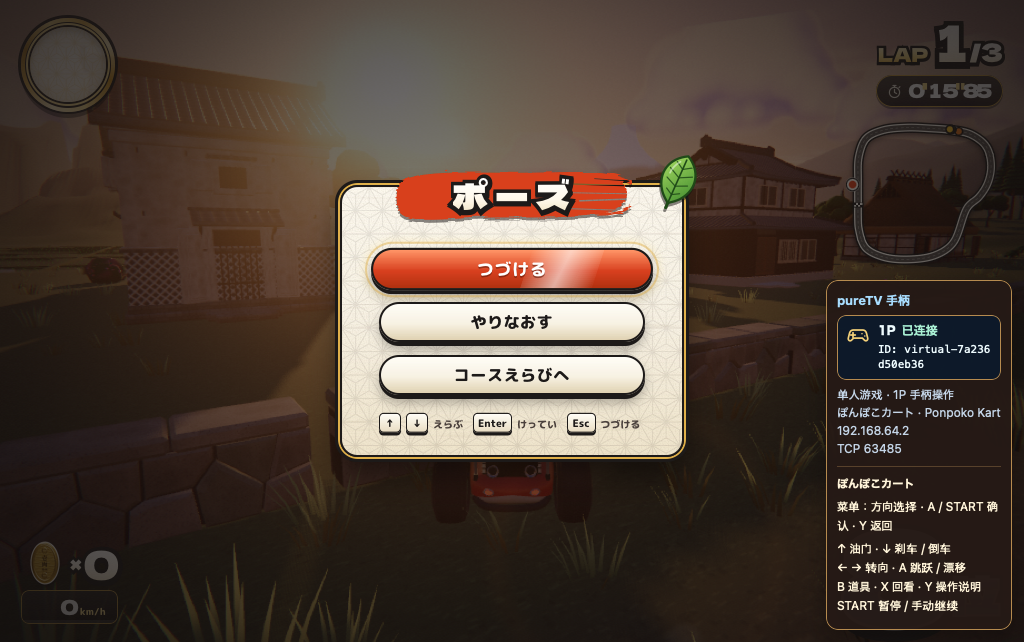 LAP 1/3
0'15"85
ポーズ
つづける
やりなおす
コースえらびへ
↑ ↓ えらぶ Enter けってい Esc つづける
×0
0km/h
pureTV 手柄
1P 已连接
ID: virtual-7a236
d50eb36
单人游戏 · 1P 手柄操作
ぽんぽこカート · Ponpoko Kart
192.168.64.2
TCP 63485
ぽんぽこカート
菜单：方向选择 · A / START 确
认 · Y 返回
↑ 油门 · ↓ 刹车 / 倒车
← → 转向 · A 跳跃 / 漂移
B 道具 · X 回看 · Y 操作说明
START 暂停 / 手动继续